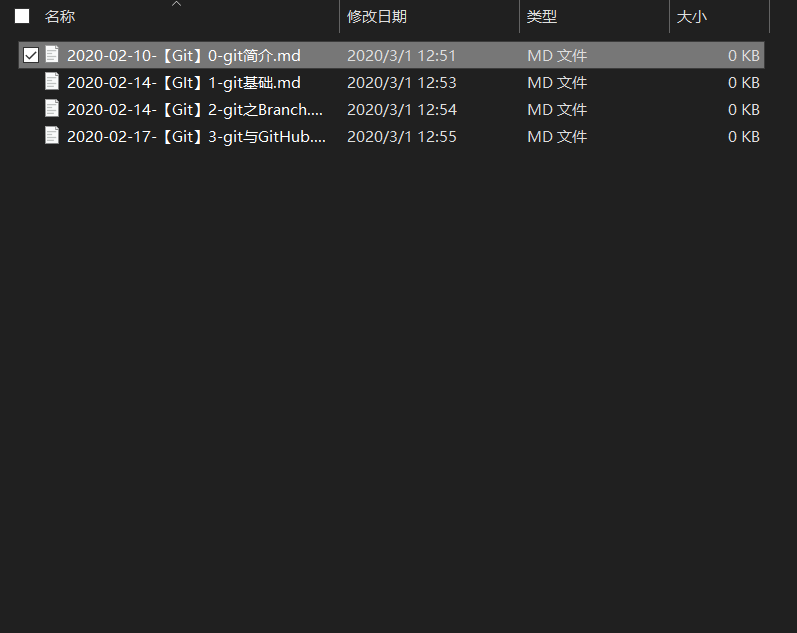 名称 修改日期 类型 大小
2020-02-10-【Git】0-git简介.md 2020/3/1 12:51 MD 文件 0 KB
2020-02-14-【GIt】1-git基础.md 2020/3/1 12:53 MD 文件 0 KB
2020-02-14-【Git】2-git之Branch.... 2020/3/1 12:54 MD 文件 0 KB
2020-02-17-【Git】3-git与GitHub.... 2020/3/1 12:55 MD 文件 0 KB